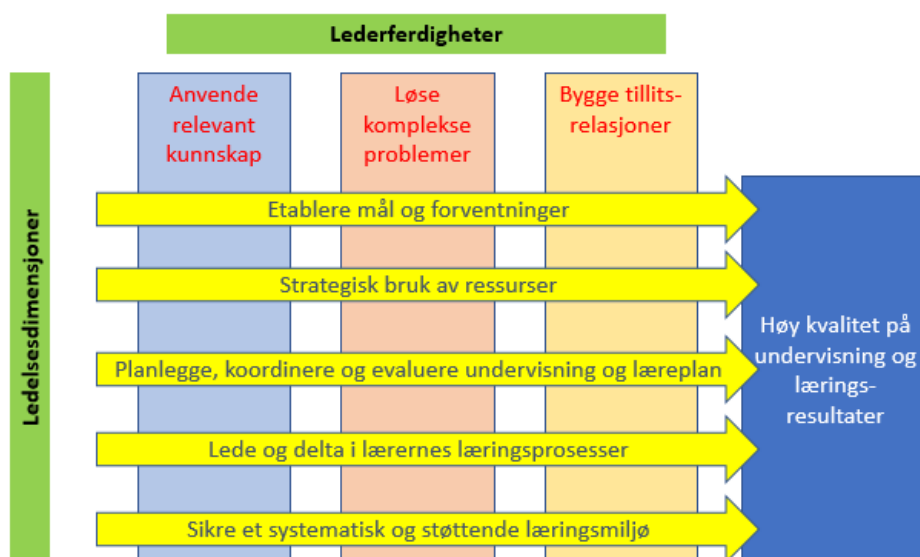 Lederferdigheter
Ledelsesdimensjoner
Anvende
relevant
kunnskap
Løse
komplekse
problemer
Bygge tillits-
relasjoner
Etablere mål og forventninger
Strategisk bruk av ressurser
Planlegge, koordinere og evaluere undervisning og læreplan
Lede og delta i lærernes læringsprosesser
Sikre et systematisk og støttende læringsmiljø
Høy kvalitet på
undervisning og
lærings-
resultater